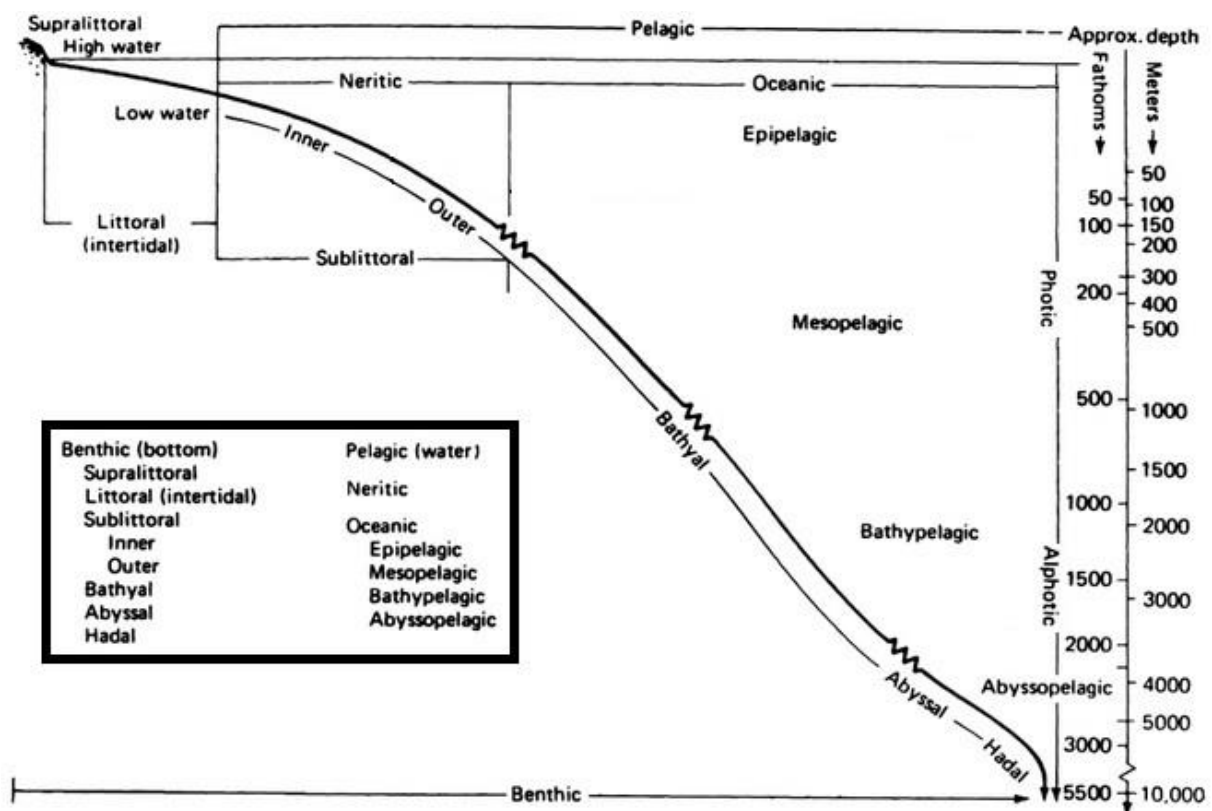 Supralittoral
High water
Pelagic
Approx. depth
Neritic
Oceanic
Fathoms
Meters
Low water
Inner
Epipelagic
Outer
Littoral
(intertidal)
Sublittoral
50
50
100
100
150
200
300
200
400
500
Photic
Mesopelagic
500
1000
Bathyal
1500
1000
2000
Bathypelagic
1500
3000
Alphotic
2000
4000
Abyssopelagic
Abyssal
5000
3000
Hadal
5500
10,000
Benthic
Benthic (bottom)
Supralittoral
Littoral (intertidal)
Sublittoral
Inner
Outer
Bathyal
Abyssal
Hadal
Pelagic (water)
Neritic
Oceanic
Epipelagic
Mesopelagic
Bathypelagic
Abyssopelagic